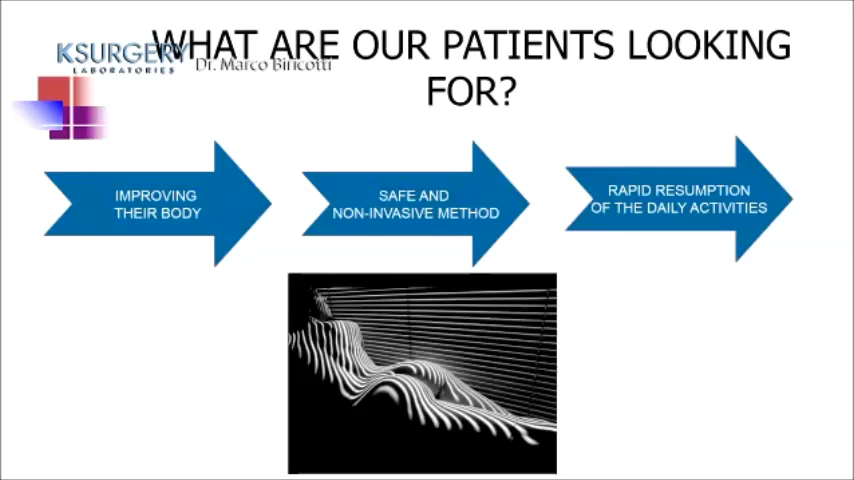 WHAT ARE OUR PATIENTS LOOKING
FOR?
KSURGERY
LABORATORIES
Dr. Marco Biricotti
IMPROVING
THEIR BODY
SAFE AND
NON-INVASIVE METHOD
RAPID RESUMPTION
OF THE DAILY ACTIVITIES